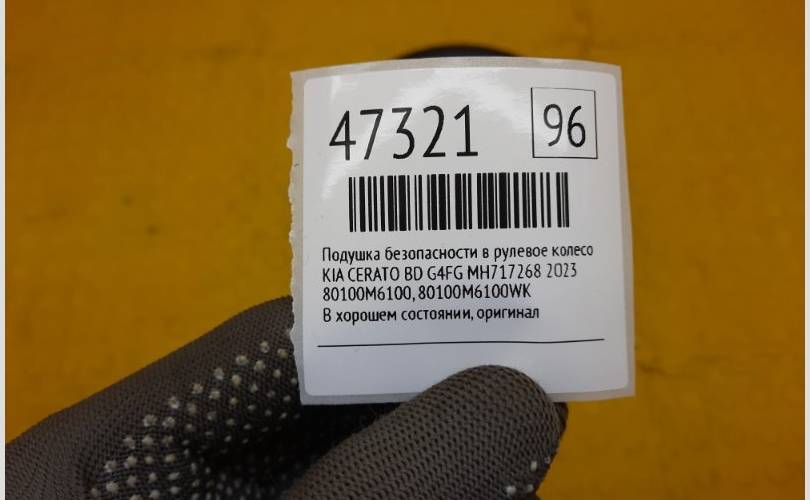 47321
96
Подушка безопасности в рулевое колесо
KIA CERATO BD G4FG MH717268 2023
80100M6100, 80100M6100WK
В хорошем состоянии, оригинал